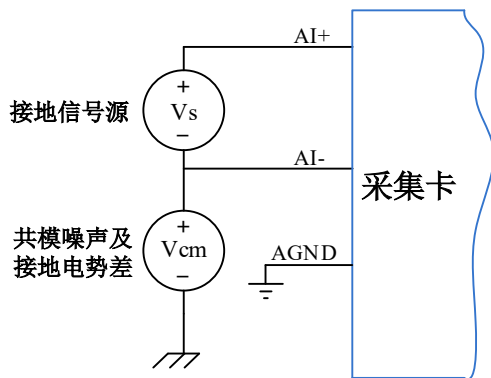 AI+
+
接地信号源
Vs
−
AI-
采集卡
+
共模噪声及
接地电势差
Vcm
−
AGND